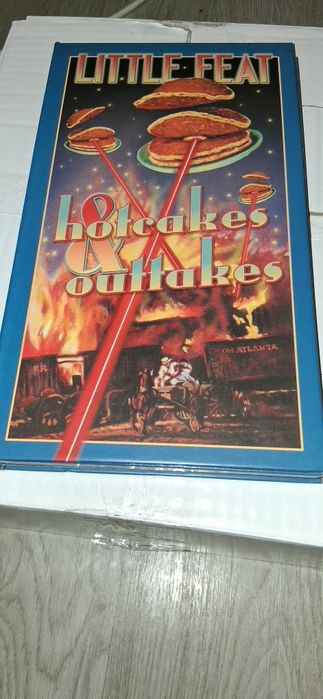 LITTLE FEAT
hotcakes
&
outtakes
OH, ATLANTA
R.R.